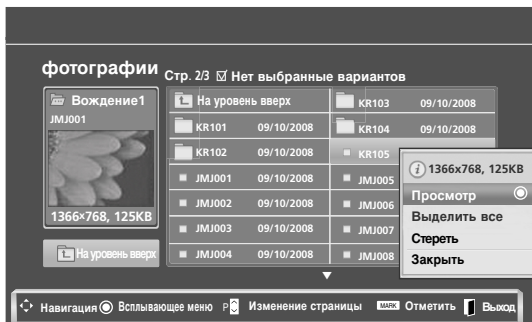 фотографии
Стр. 2/3 ☑ Нет выбранные вариантов
Вождение1
JMJ001
1366×768, 125KB
На уровень вверх
На уровень вверх
KR101 09/10/2008
KR102 09/10/2008
JMJ001 09/10/2008
JMJ002 09/10/2008
JMJ003 09/10/2008
JMJ004 09/10/2008
KR103 09/10/2008
KR104 09/10/2008
KR105
JMJ005
JMJ006
JMJ007
JMJ008
1366x768, 125KB
Просмотр
Выделить все
Стереть
Закрыть
Навигация Всплывающее меню P Изменение страницы MARK Отметить Выход